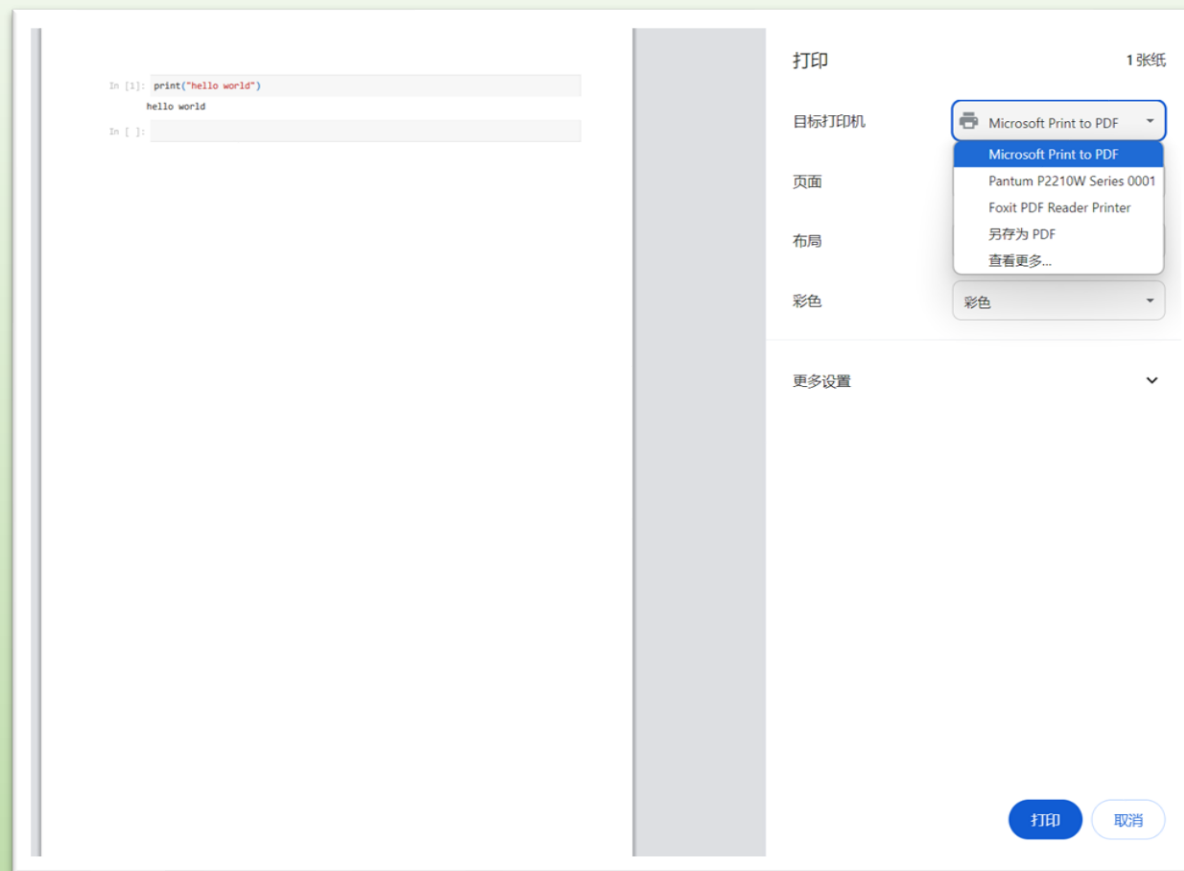 In [1]: print("hello world")
hello world
In [ ]:
打印
1 张纸
目标打印机
Microsoft Print to PDF
Microsoft Print to PDF
Pantum P2210W Series 0001
Foxit PDF Reader Printer
另存为 PDF
查看更多...
页面
布局
彩色
彩色
更多设置
打印
取消